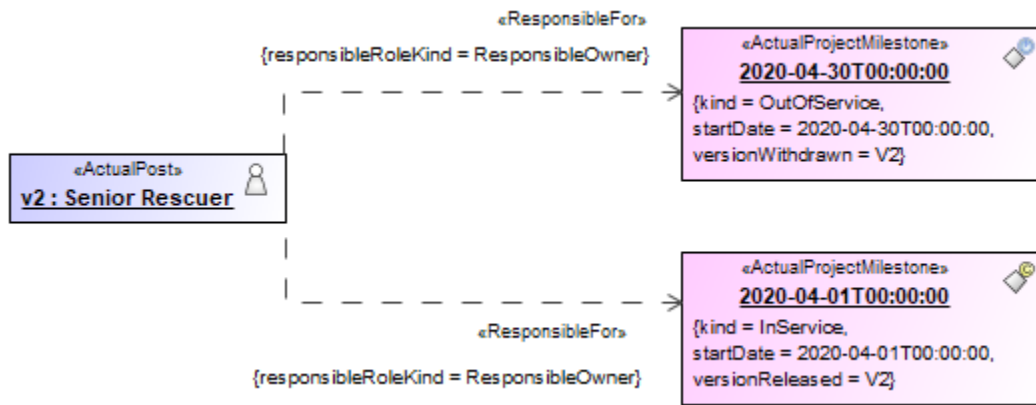 «ResponsibleFor»
{responsibleRoleKind = ResponsibleOwner}
«ActualProjectMilestone»
2020-04-30T00:00:00
{kind = OutOfService,
startDate = 2020-04-30T00:00:00,
versionWithdrawn = V2}
«ActualPost»
v2 : Senior Rescuer
«ActualProjectMilestone»
2020-04-01T00:00:00
{kind = InService,
startDate = 2020-04-01T00:00:00,
versionReleased = V2}
«ResponsibleFor»
{responsibleRoleKind = ResponsibleOwner}